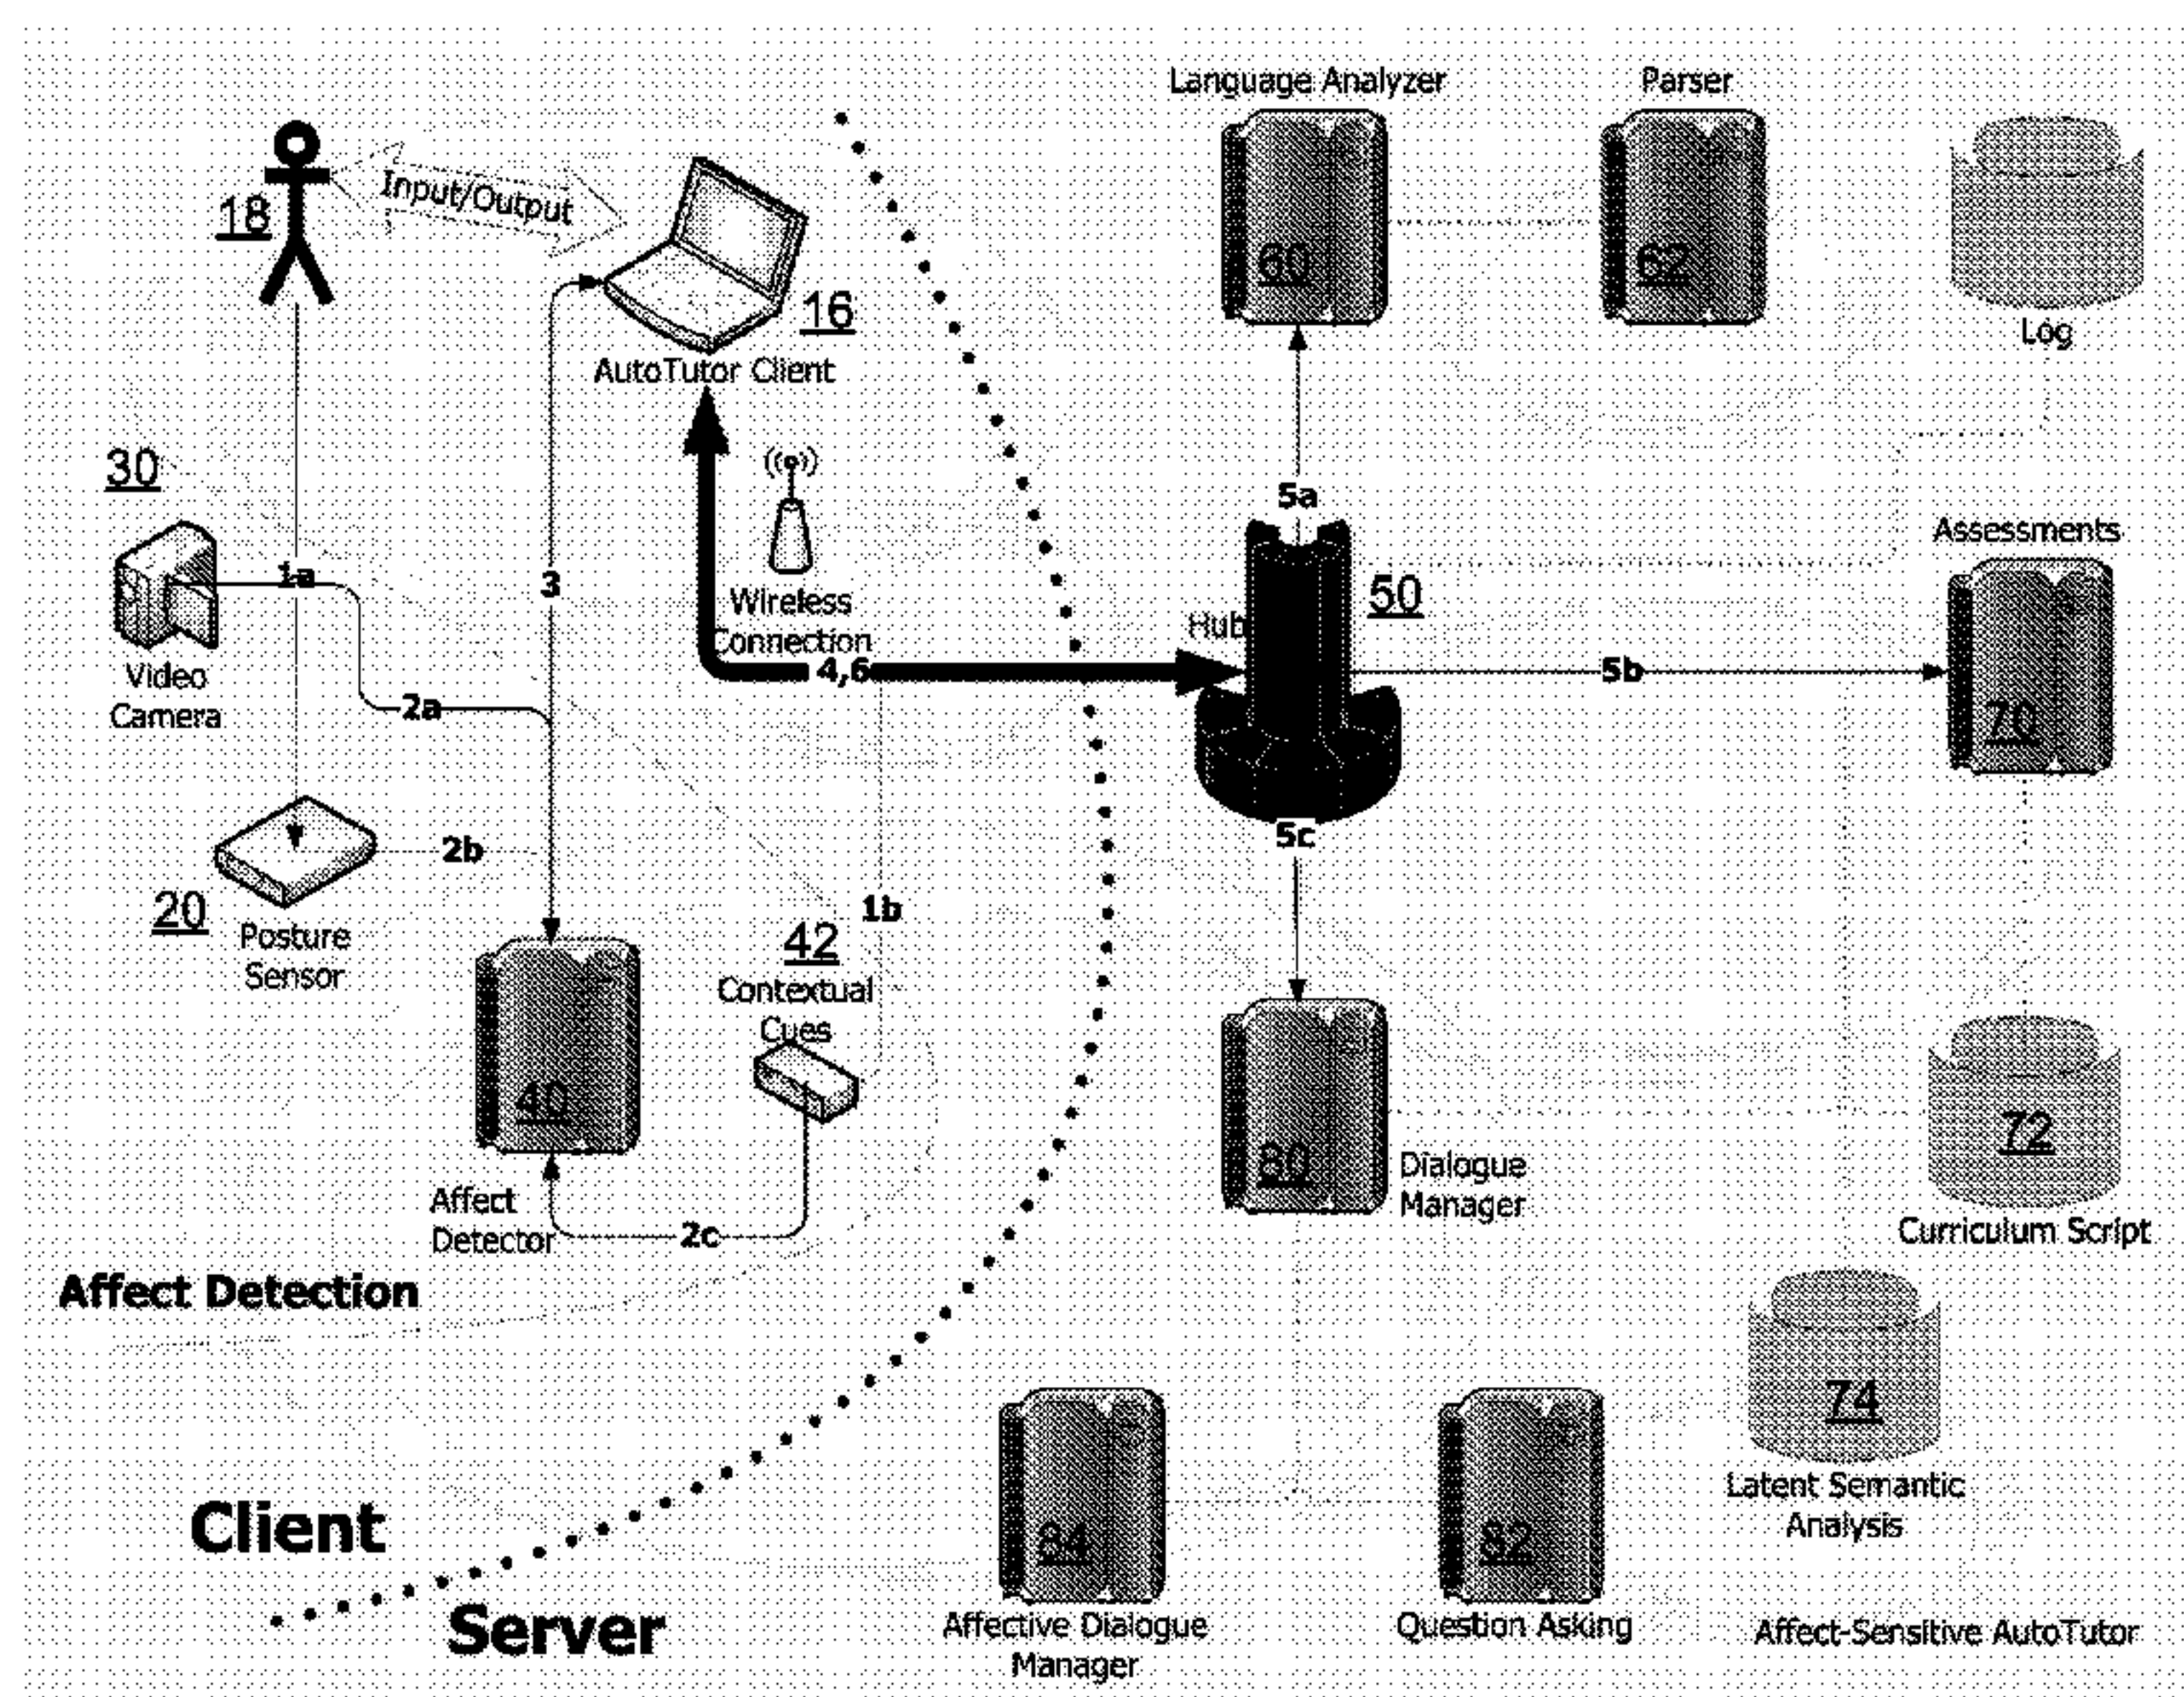 Language Analyzer
Parser
Input/Output
18
60
62
16
Log
AutoTutor Client
30
5a
Assessments
1a
3
Wireless
Connection
50
Hub
Video
Camera
4,6
5b
2a
70
5c
2b
20
Posture
Sensor
1b
42
Contextual
Cues
40
72
80
Dialogue
Manager
Affect
Detector
2c
Curriculum Script
Affect Detection
74
Latent Semantic
Analysis
Client
84
82
Server
Affective Dialogue
Manager
Question Asking
Affect-Sensitive AutoTutor